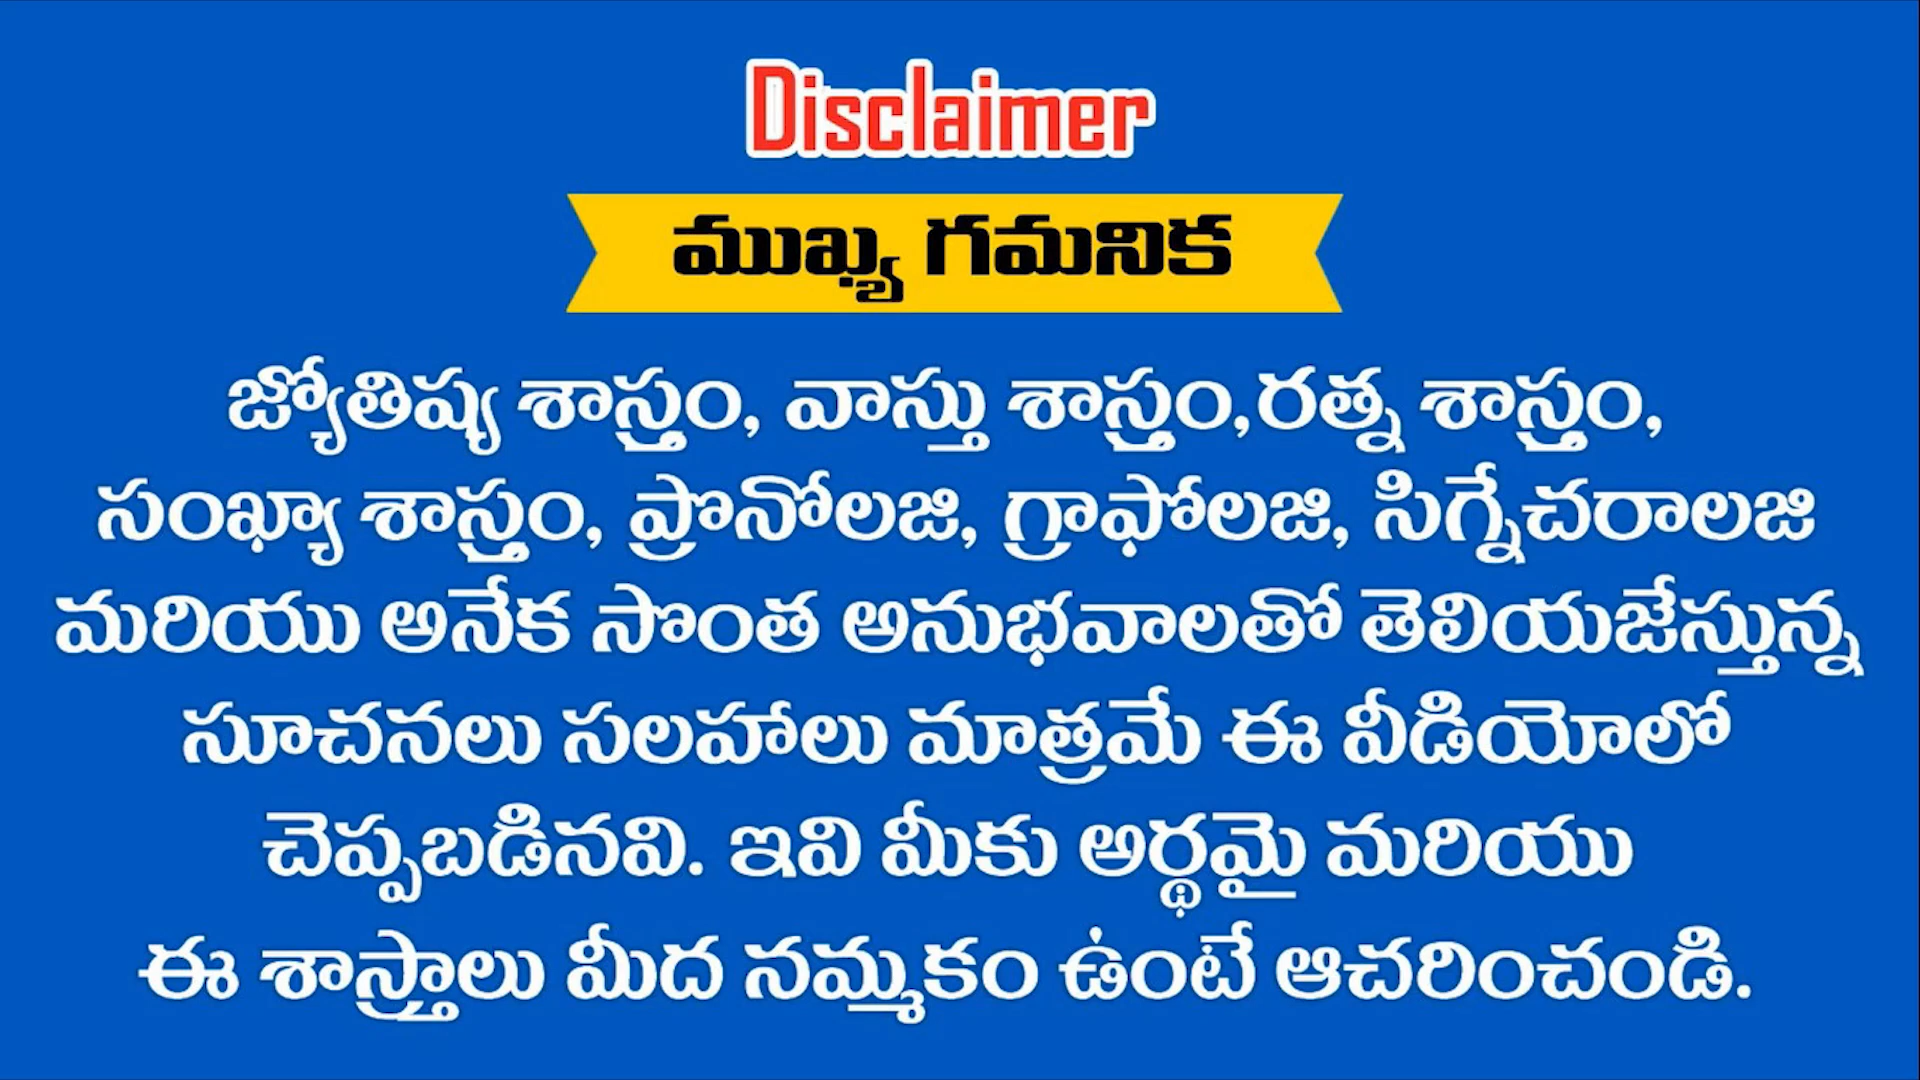 Disclaimer
ముఖ్య గమనిక
జ్యోతిష్య శాస్త్రం, వాస్తు శాస్త్రం,రత్న శాస్త్రం,
సంఖ్యా శాస్త్రం, ప్రొనోలజి, గ్రాఫోలజి, సిగ్నేచరాలజి
మరియు అనేక సొంత అనుభవాలతో తెలియజేస్తున్న
సూచనలు సలహాలు మాత్రమే ఈ వీడియోలో
చెప్పబడినవి. ఇవి మీకు అర్థమై మరియు
ఈ శాస్త్రాలు మీద నమ్మకం ఉంటే ఆచరించండి.